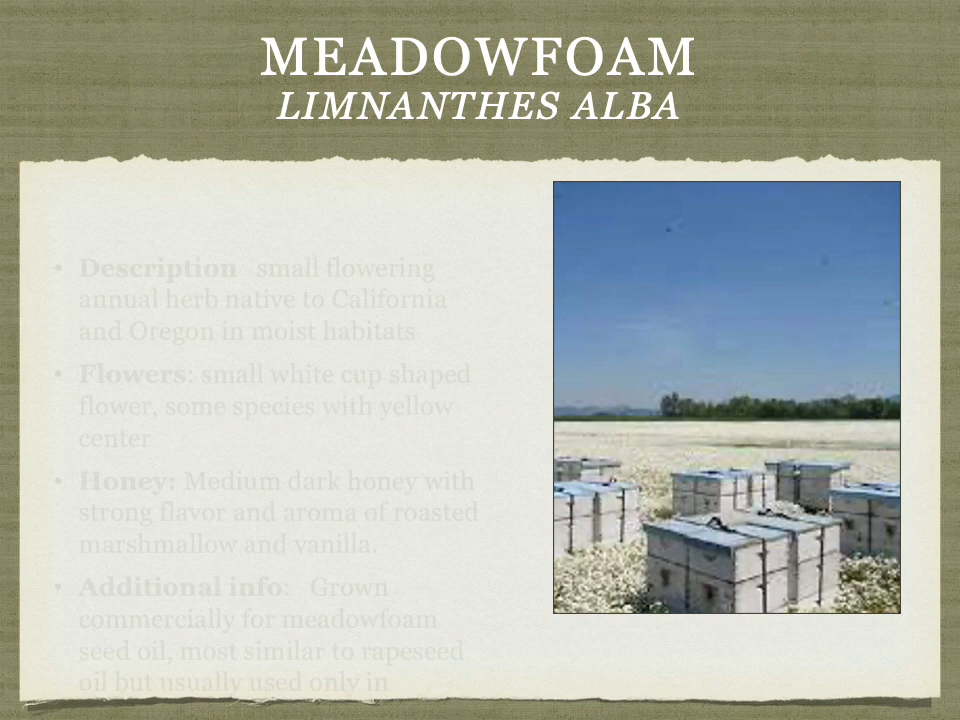 MEADOWFOAM
LIMNANTHES ALBA
• Description small flowering
annual herb native to California
and Oregon in moist habitats
• Flowers: small white cup shaped
flower, some species with yellow
center
• Honey: Medium dark honey with
strong flavor and aroma of roasted
marshmallow and vanilla.
• Additional info: Grown
commercially for meadowfoam
seed oil, most similar to rapeseed
oil but usually used only in